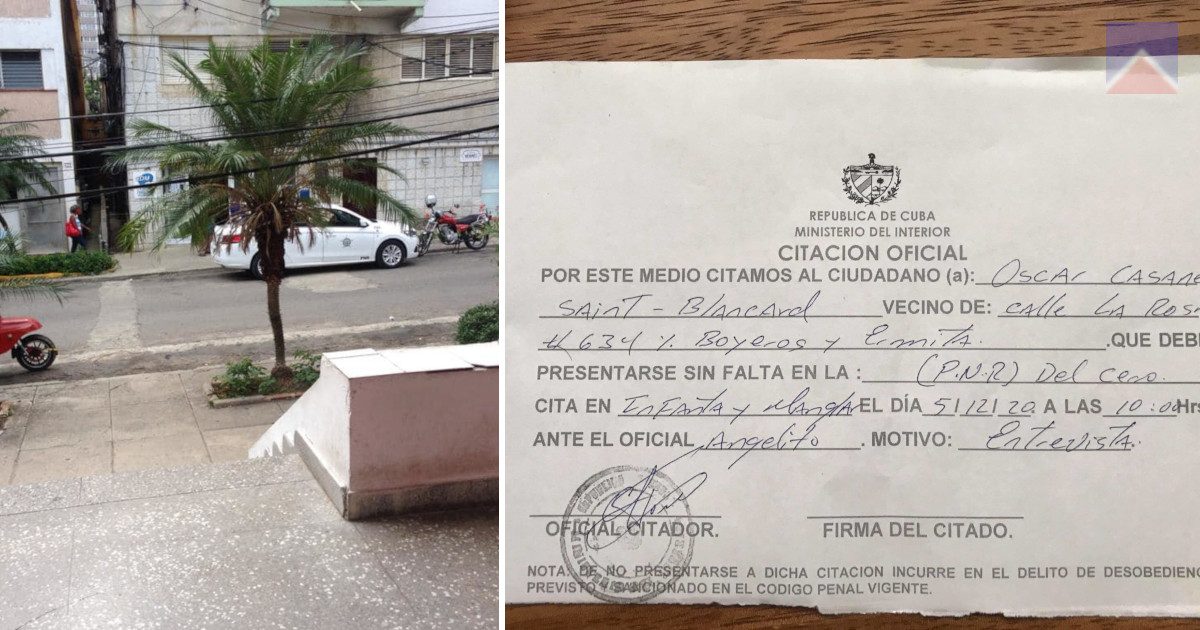 REPUBLICA DE CUBA
MINISTERIO DEL INTERIOR
CITACION OFICIAL
POR ESTE MEDIO CITAMOS AL CIUDADANO (a): OSCAR CASANE
SAINT-Blancard VECINO DE: calle LA ROSA
# 634 % Boyeros y Ermita. .QUE DEBE
PRESENTARSE SIN FALTA EN LA : (P.N.R) Del cerro.
CITA EN Infanta y Manglar EL DÍA 5/12/20. A LAS 10:00 Hrs
ANTE EL OFICIAL Angelito . MOTIVO: Entrevista.
OFICIAL CITADOR. FIRMA DEL CITADO.
NOTA. DE NO PRESENTARSE A DICHA CITACION INCURRE EN EL DELITO DE DESOBEDIENC
PREVISTO Y SANCIONADO EN EL CODIGO PENAL VIGENTE.